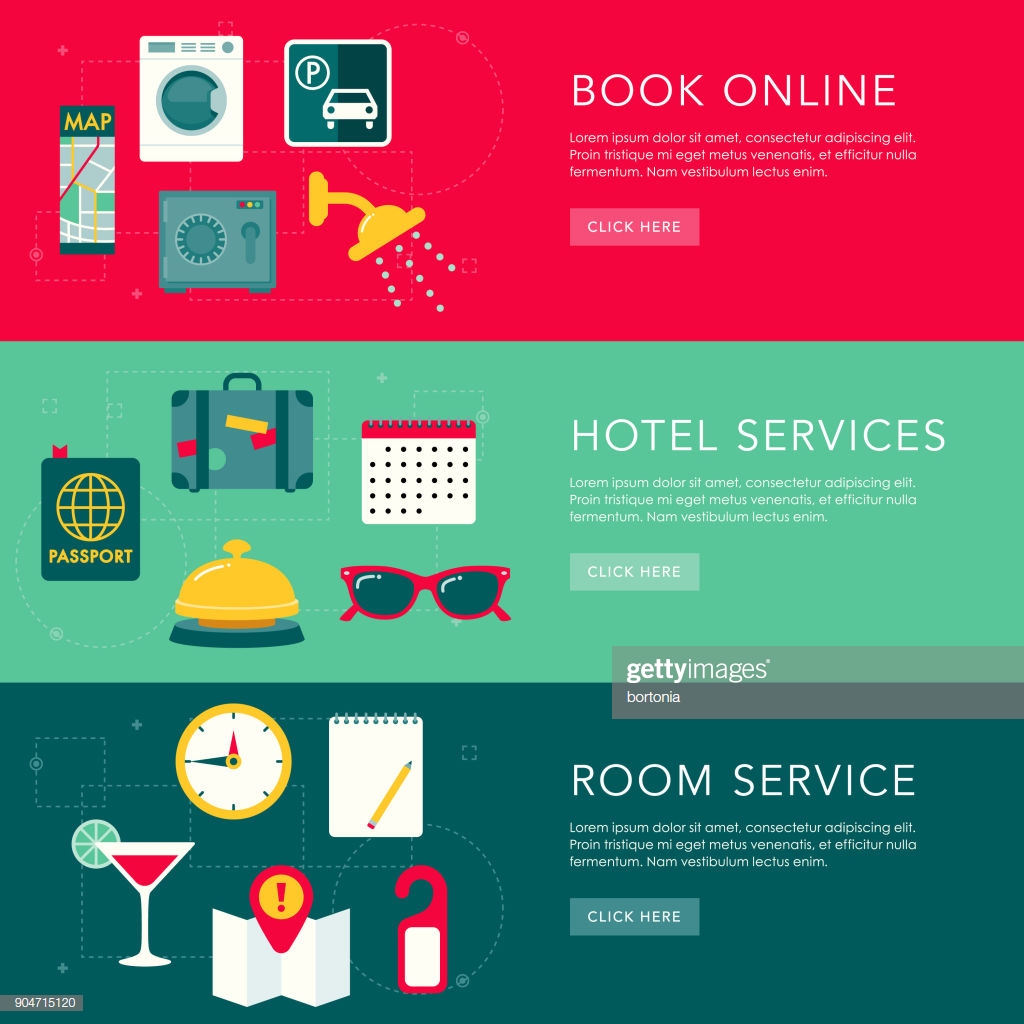 MAP
P
BOOK ONLINE
Lorem ipsum dolor sit amet, consectetur adipiscing elit.
Proin tristique mi eget metus venenatis, et efficitur nulla
fermentum. Nam vestibulum lectus enim.
CLICK HERE
PASSPORT
HOTEL SERVICES
Lorem ipsum dolor sit amet, consectetur adipiscing elit.
Proin tristique mi eget metus venenatis, et efficitur nulla
fermentum. Nam vestibulum lectus enim.
CLICK HERE
gettyimages®
bortonia
!
ROOM SERVICE
Lorem ipsum dolor sit amet, consectetur adipiscing elit.
Proin tristique mi eget metus venenatis, et efficitur nulla
fermentum. Nam vestibulum lectus enim.
CLICK HERE
904715120